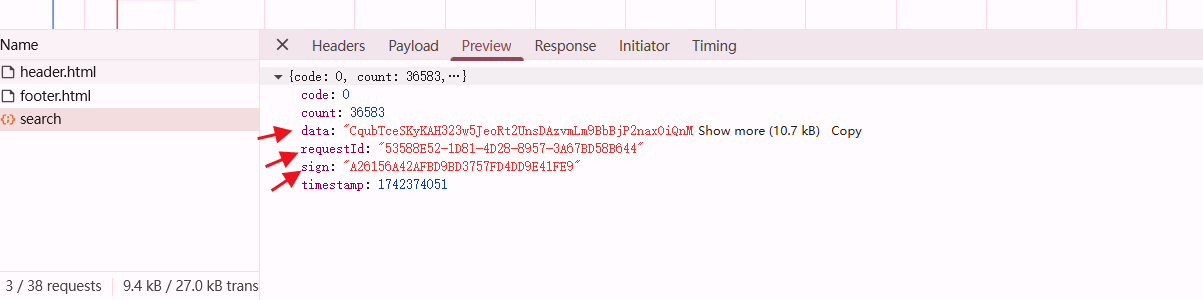 Name
header.html
footer.html
search
3 / 38 requests
9.4 kB / 27.0 kB trans
Headers Payload Preview Response Initiator Timing
{code: 0, count: 36583,…}
code: 0
count: 36583
data: "CqubTceSKyKAH323w5JeoRt2UnsDAzvmLm9BbBjP2naxOiQnM Show more (10.7 kB) Copy
requestId: "53588E52-1D81-4D28-8957-3A67BD58B644"
sign: "A26156A42AFBD9BD3757FD4DD9E41FE9"
timestamp: 1742374051